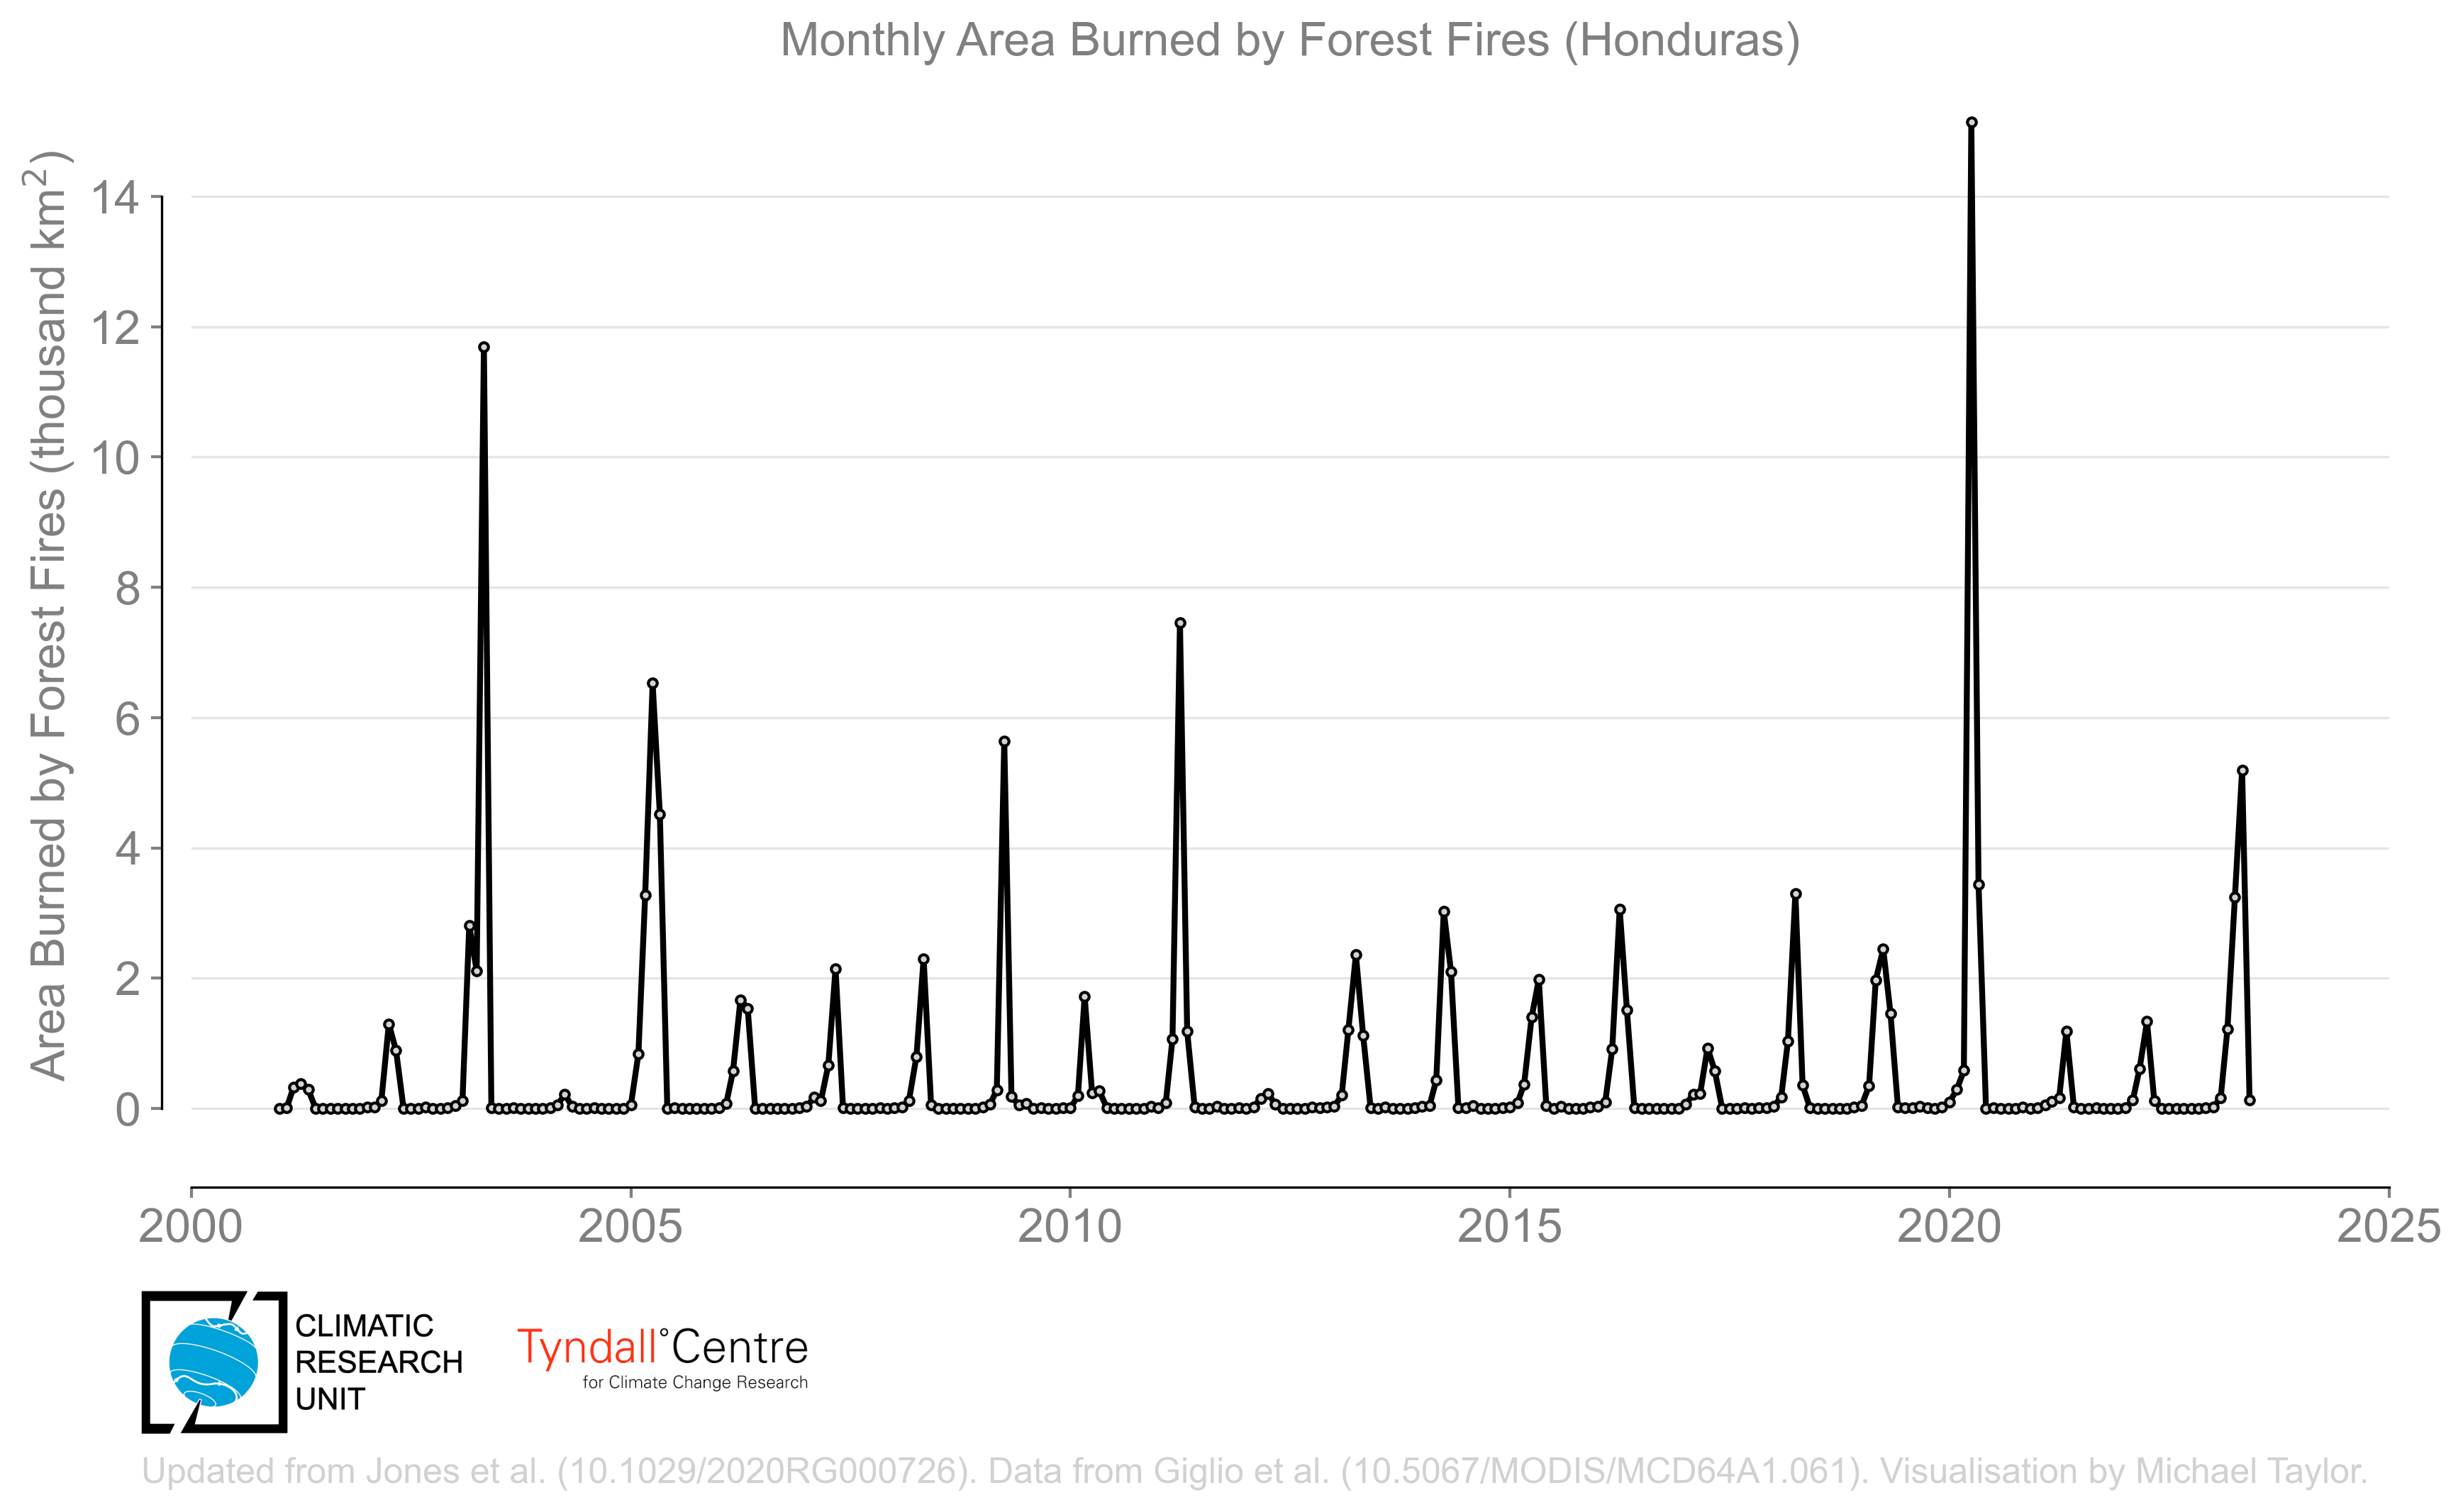 Monthly Area Burned by Forest Fires (Honduras)
Area Burned by Forest Fires (thousand km²)
14
12
10
8
6
4
2
0
2000 2005 2010 2015 2020 2025
CLIMATIC
RESEARCH
UNIT
Tyndall°Centre
for Climate Change Research
Updated from Jones et al. (10.1029/2020RG000726). Data from Giglio et al. (10.5067/MODIS/MCD64A1.061). Visualisation by Michael Taylor.